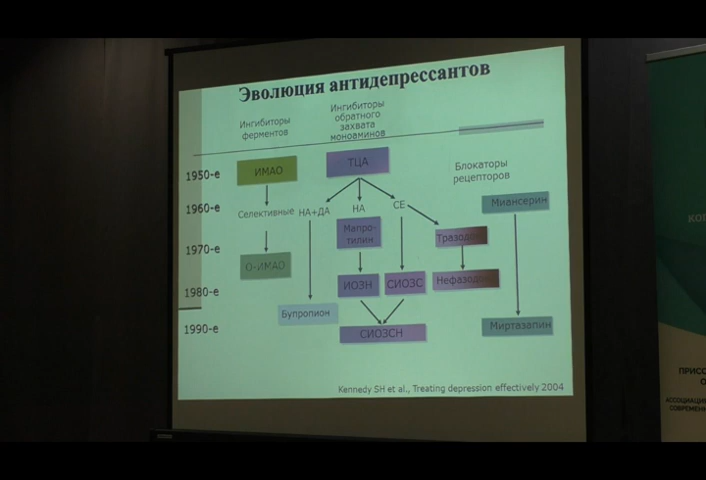 Эволюция антидепрессантов
Ингибиторы
ферментов
Ингибиторы
обратного
захвата
моноаминов
Блокаторы
рецепторов
1950-е
ИМАО
ТЦА
1960-е
Селективные
НА+ДА
НА
СЕ
Миансерин
Мапро-
тилин
Тразодон
1970-е
О-ИМАО
1980-е
ИОЗН
СИОЗС
Нефазодон
Бупропион
1990-е
СИОЗСН
Миртазапин
Kennedy SH et al., Treating depression effectively 2004